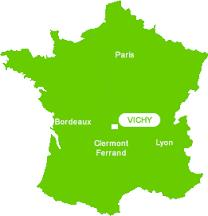 Paris
Bordeaux
VICHY
Clermont
Ferrand
Lyon